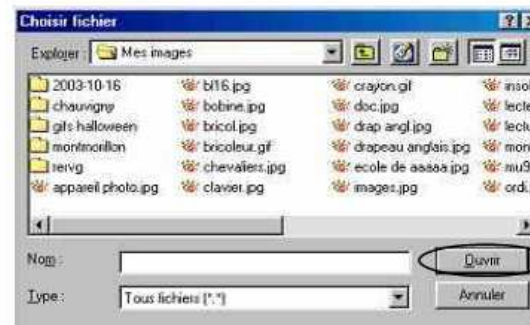 Choisir fichier
Explorer : Mes images
2003-10-16 bl16.jpg crayon.gif
chauvigny bobine.jpg doc.jpg
gifs halloween bricol.jpg drap angl.jpg
montmorillon bricoleur.gif drapeau anglais.jpg
rervg chevaliers.jpg ecole de aaaaa.jpg
appareil photo.jpg clavier.jpg images.jpg
Nom :
Ouvrir
Type : Tous fichiers (*.*)
Annuler